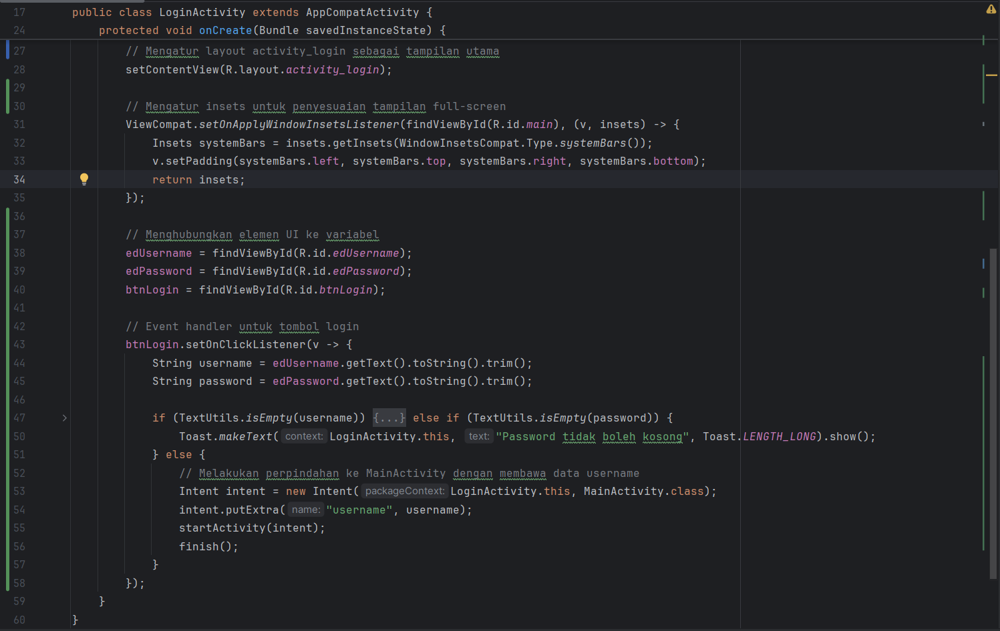 17 public class LoginActivity extends AppCompatActivity {
24 protected void onCreate(Bundle savedInstanceState) {
27 // Mengatur layout activity_login sebagai tampilan utama
28 setContentView(R.layout.activity_login);
29
30 // Mengatur insets untuk penyesuaian tampilan full-screen
31 ViewCompat.setOnApplyWindowInsetsListener(findViewById(R.id.main), (v, insets) -> {
32 Insets systemBars = insets.getInsets(WindowInsetsCompat.Type.systemBars());
33 v.setPadding(systemBars.left, systemBars.top, systemBars.right, systemBars.bottom);
34 return insets;
35 });
36
37 // Menghubungkan elemen UI ke variabel
38 edUsername = findViewById(R.id.edUsername);
39 edPassword = findViewById(R.id.edPassword);
40 btnLogin = findViewById(R.id.btnLogin);
41
42 // Event handler untuk tombol login
43 btnLogin.setOnClickListener(v -> {
44 String username = edUsername.getText().toString().trim();
45 String password = edPassword.getText().toString().trim();
46
47 if (TextUtils.isEmpty(username)) {...} else if (TextUtils.isEmpty(password)) {
50 Toast.makeText( context: LoginActivity.this, text: "Password tidak boleh kosong", Toast.LENGTH_LONG).show();
51 } else {
52 // Melakukan perpindahan ke MainActivity dengan membawa data username
53 Intent intent = new Intent( packageContext: LoginActivity.this, MainActivity.class);
54 intent.putExtra( name: "username", username);
55 startActivity(intent);
56 finish();
57 }
58 });
59 }
60 }